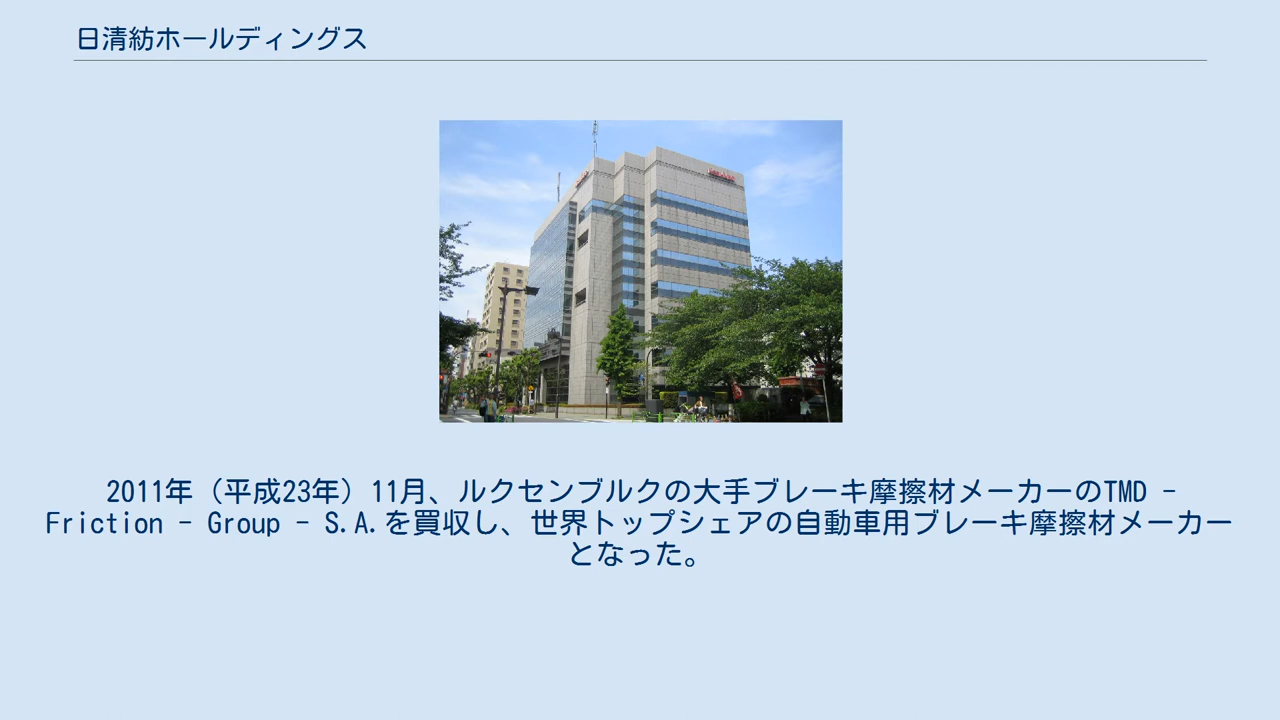 日清紡ホールディングス
2011年（平成23年）11月、ルクセンブルクの大手ブレーキ摩擦材メーカーのTMD -
Friction - Group - S.A.を買収し、世界トップシェアの自動車用ブレーキ摩擦材メーカー
となった。